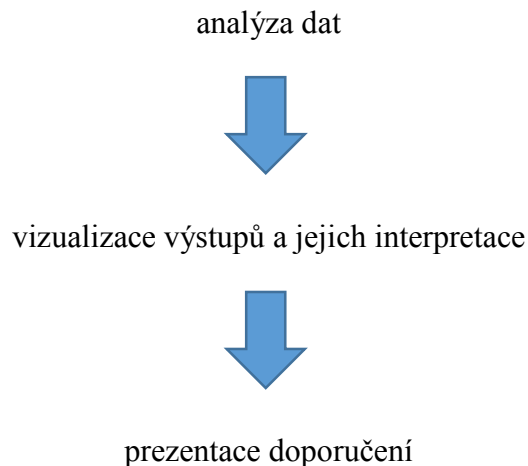 analýza dat
vizualizace výstupů a jejich interpretace
prezentace doporučení